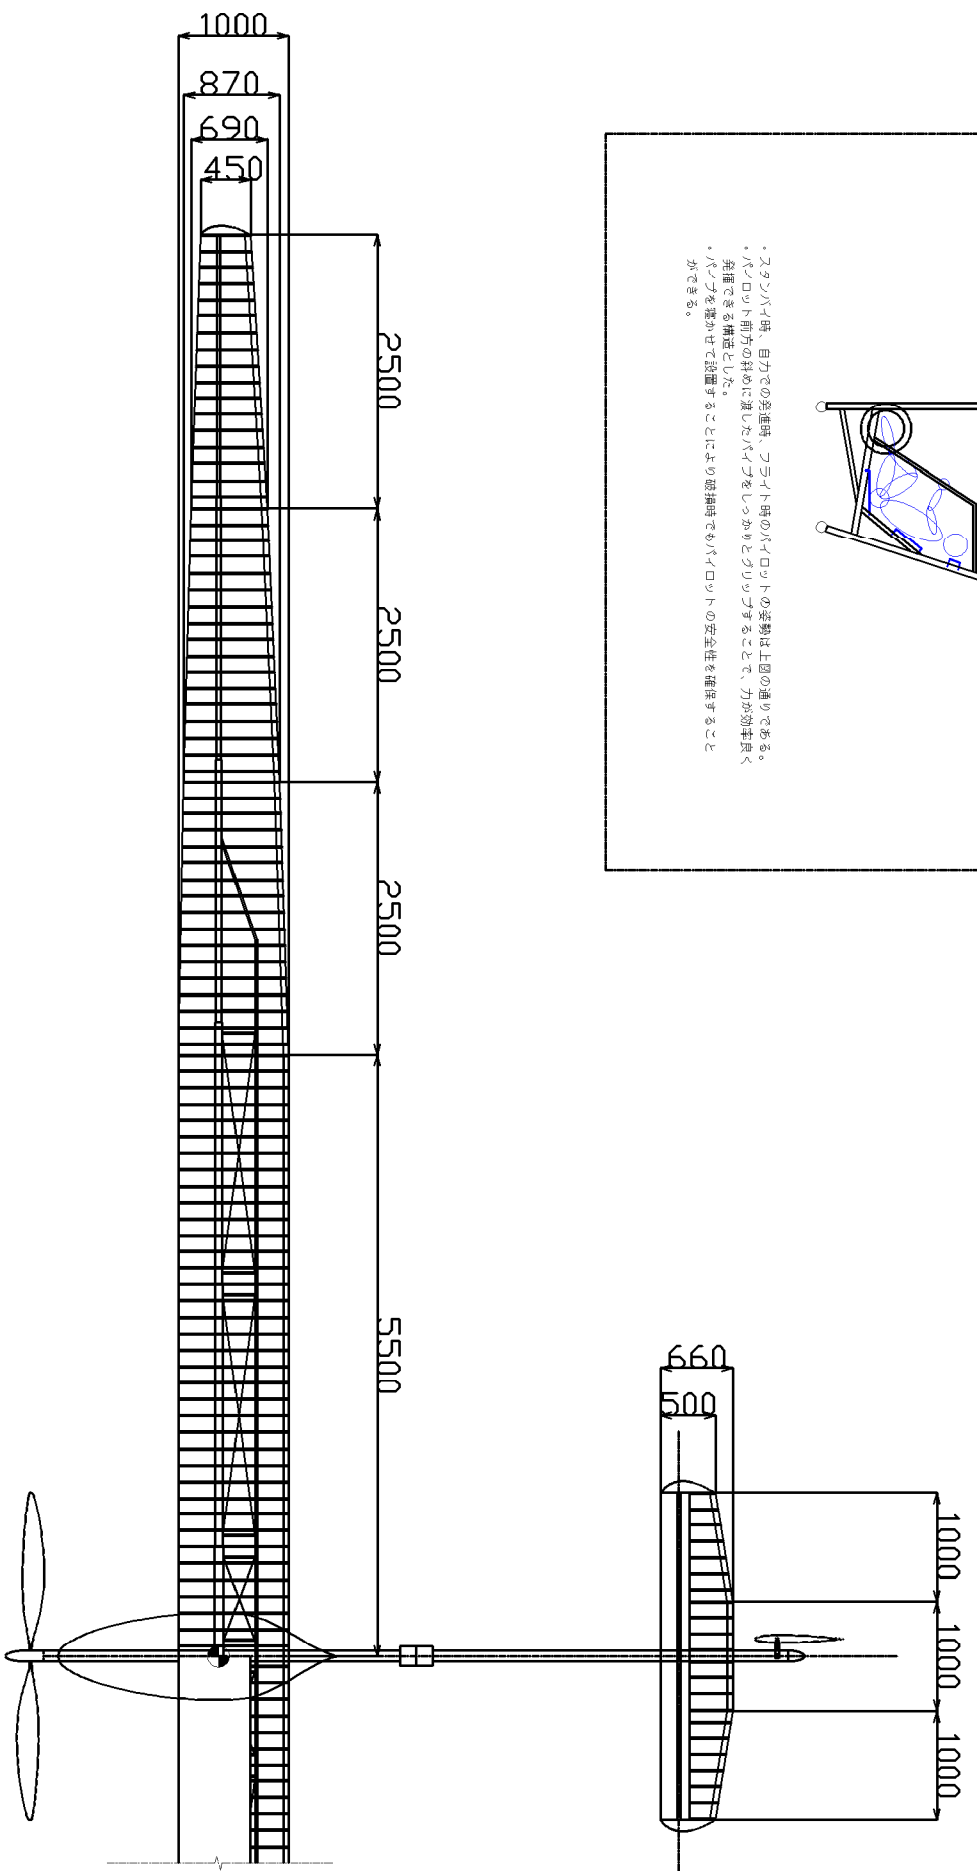 1000
870
690
450
2500
2500
2500
5500
660
500
1000
1000
1000
・スタンバイ時、自力での発進時、フライト時のパイロットの姿勢は上図の通りである。
・パイロット前方の斜めに渡したパイプをしっかりとグリップすることで、力が効率良く
発揮できる構造とした。
・パイプを寝かせて設置することにより破損時でもパイロットの安全性を確保すること
ができる。